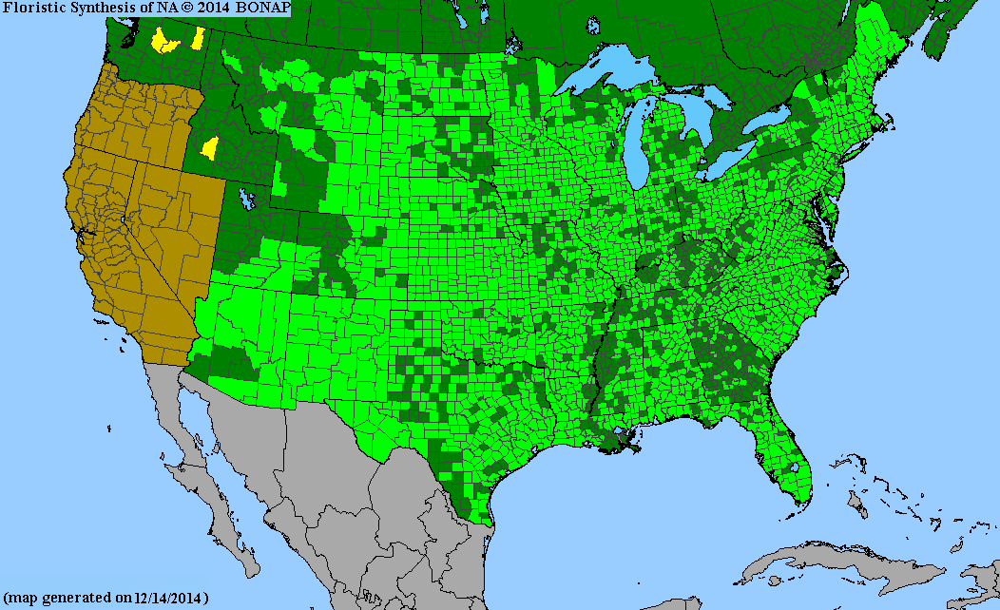 Floristic Synthesis of NA © 2014 BONAP
(map generated on 12/14/2014)